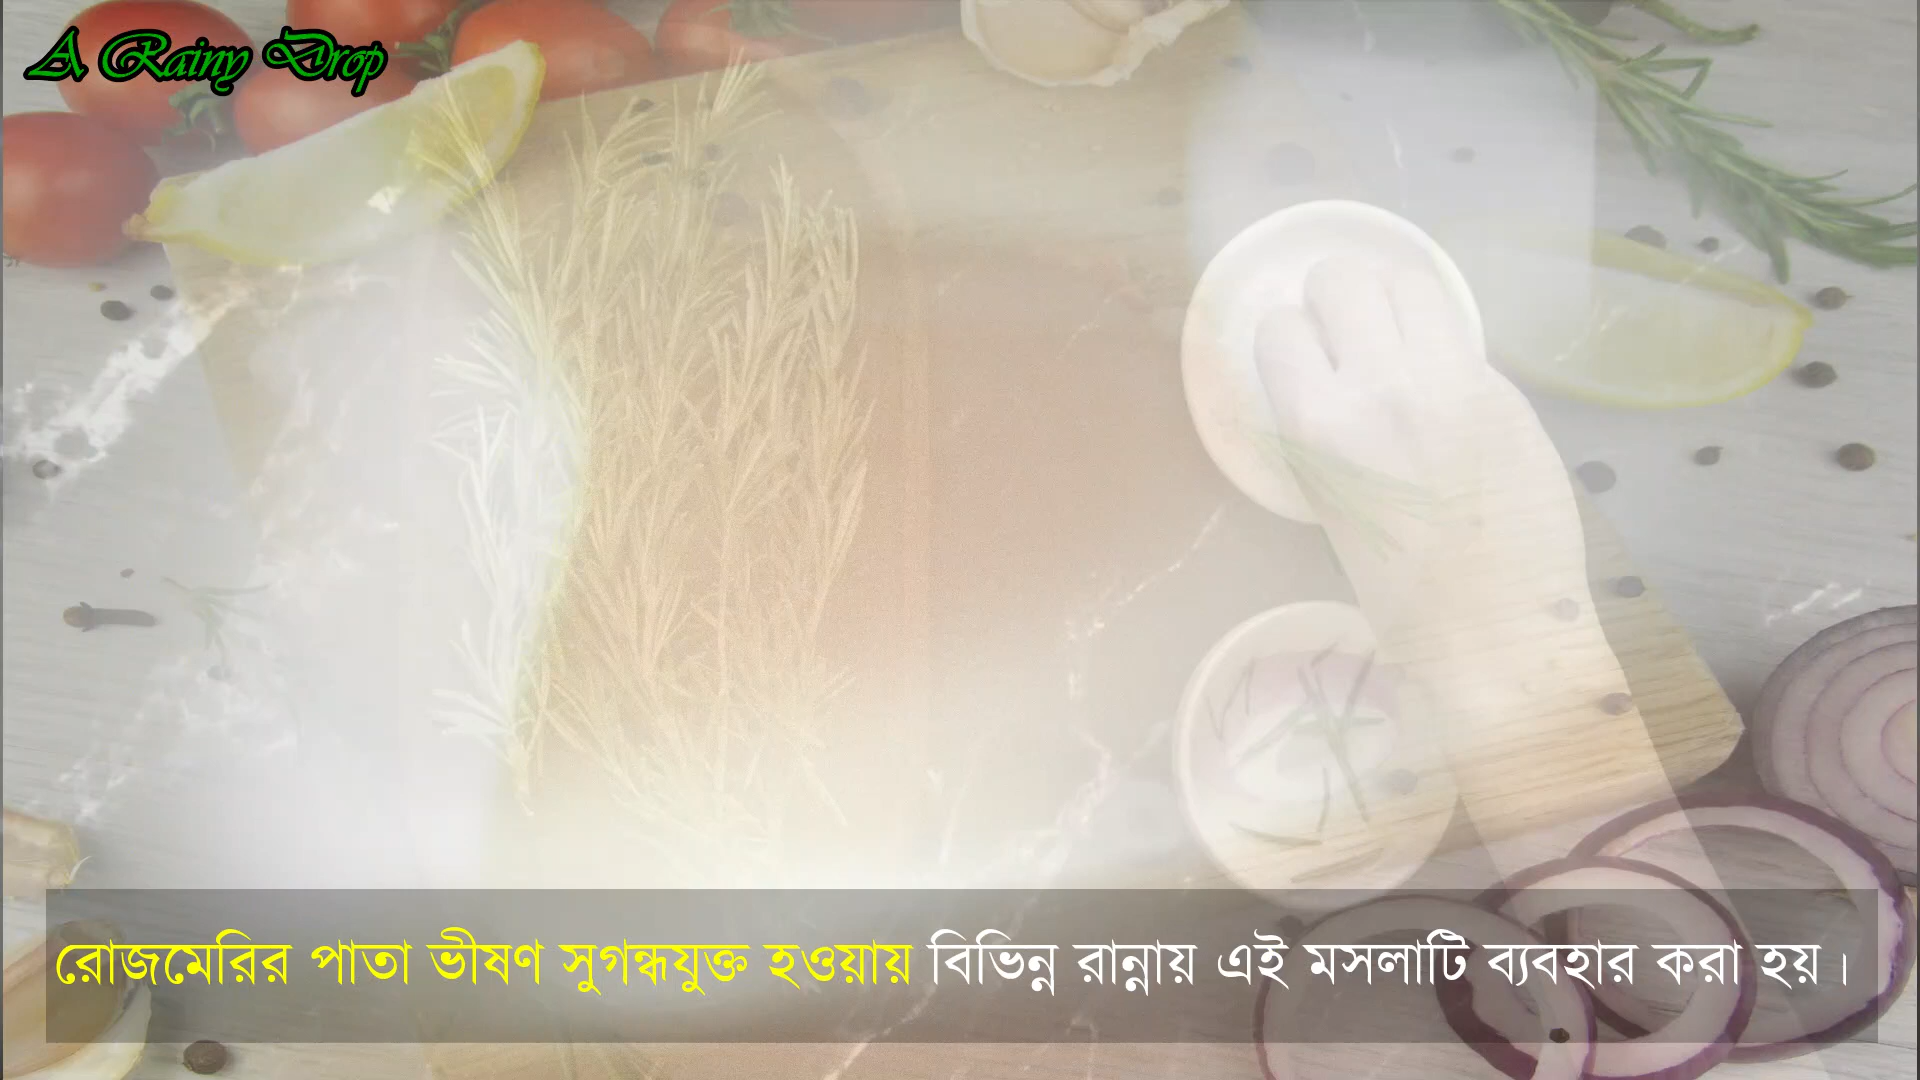 A Rainy Drop
রোজমেরির পাতা ভীষণ সুগন্ধযুক্ত হওয়ায় বিভিন্ন রান্নায় এই মসলাটি ব্যবহার করা হয়।